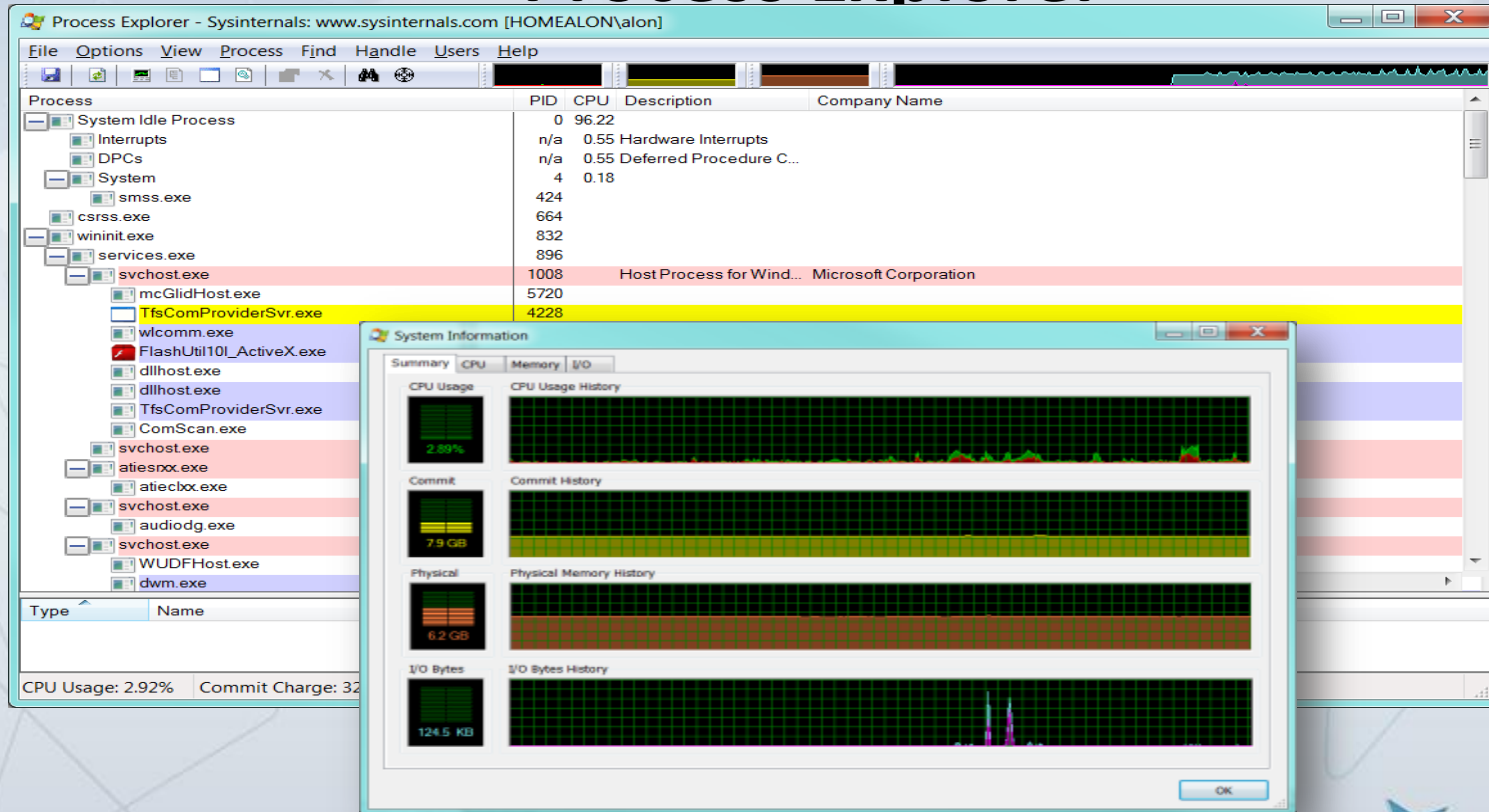 Process Explorer
Process Explorer - Sysinternals: www.sysinternals.com [HOMEALON\alon]
File Options View Process Find Handle Users Help
Process PID CPU Description Company Name
System Idle Process 0 96.22
Interrupts n/a 0.55 Hardware Interrupts
DPCs n/a 0.55 Deferred Procedure C...
System 4 0.18
smss.exe 424
csrss.exe 664
wininit.exe 832
services.exe 896
svchost.exe 1008 Host Process for Wind... Microsoft Corporation
mcGlidHost.exe 5720
TfsComProviderSvr.exe 4228
wlcomm.exe
FlashUtil10l_ActiveX.exe
dllhost.exe
dllhost.exe
TfsComProviderSvr.exe
ComScan.exe
svchost.exe
atiesrxx.exe
atieclxx.exe
svchost.exe
audiodg.exe
svchost.exe
WUDFHost.exe
dwm.exe
Type Name
CPU Usage: 2.92% Commit Charge: 32
System Information
Summary CPU Memory I/O
CPU Usage CPU Usage History
2.89%
Commit Commit History
7.9 GB
Physical Physical Memory History
6.2 GB
I/O Bytes I/O Bytes History
124.5 KB
OK